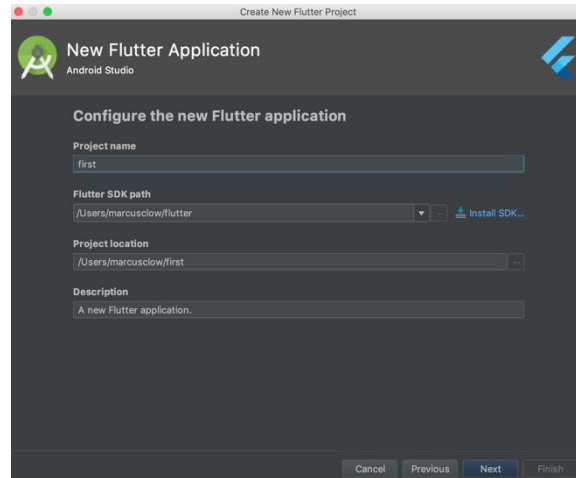 Create New Flutter Project
New Flutter Application
Android Studio
Configure the new Flutter application
Project name
first
Flutter SDK path
/Users/marcusclow/flutter
Install SDK...
Project location
/Users/marcusclow/first
Description
A new Flutter application.
Cancel Previous Next Finish